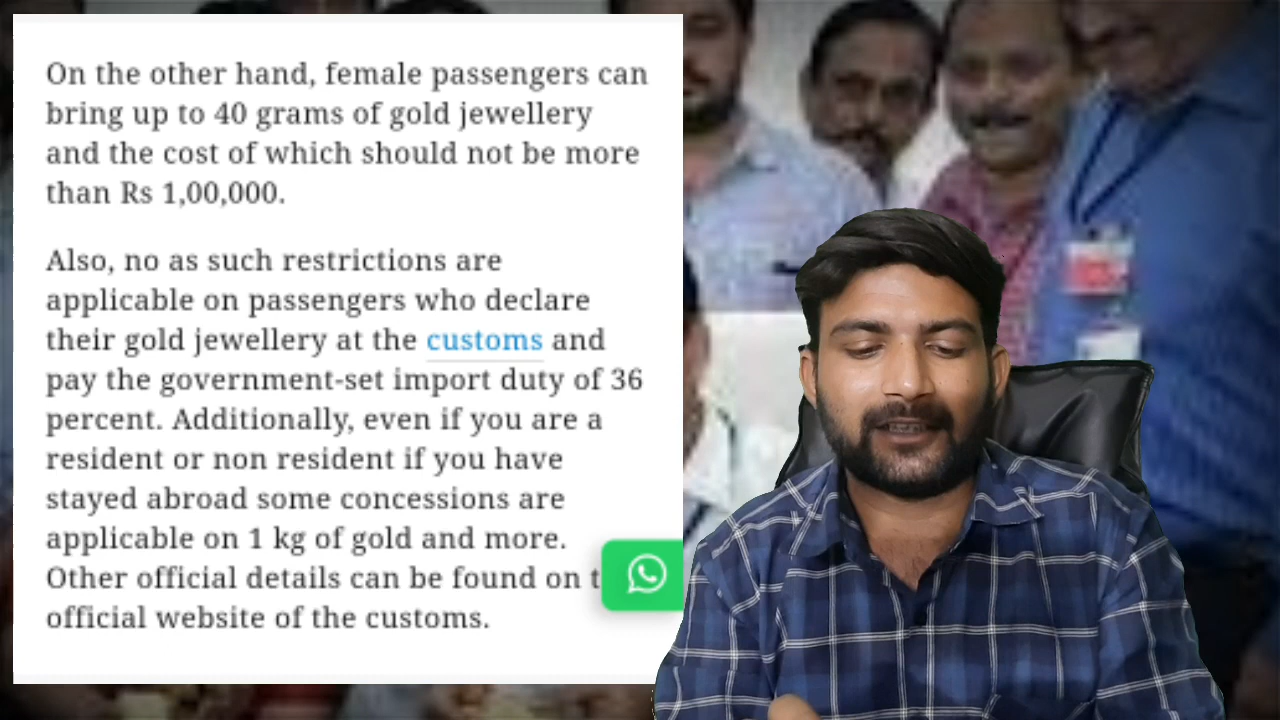 On the other hand, female passengers can
bring up to 40 grams of gold jewellery
and the cost of which should not be more
than Rs 1,00,000.
Also, no as such restrictions are
applicable on passengers who declare
their gold jewellery at the customs and
pay the government-set import duty of 36
percent. Additionally, even if you are a
resident or non resident if you have
stayed abroad some concessions are
applicable on 1 kg of gold and more.
Other official details can be found on
official website of the customs.